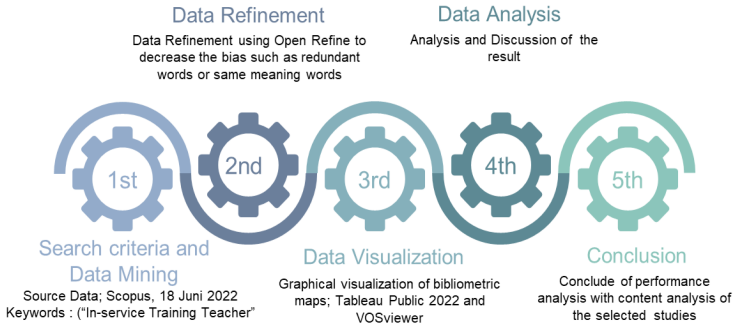 Data Refinement
Data Refinement using Open Refine to
decrease the bias such as redundant
words or same meaning words
Data Analysis
Analysis and Discussion of the
result
1st
2nd
3rd
4th
5th
Search criteria and
Data Mining
Source Data; Scopus, 18 Juni 2022
Keywords : (“In-service Training Teacher”
Data Visualization
Graphical visualization of bibliometric
maps; Tableau Public 2022 and
VOSviewer
Conclusion
Conclude of performance
analysis with content analysis of
the selected studies